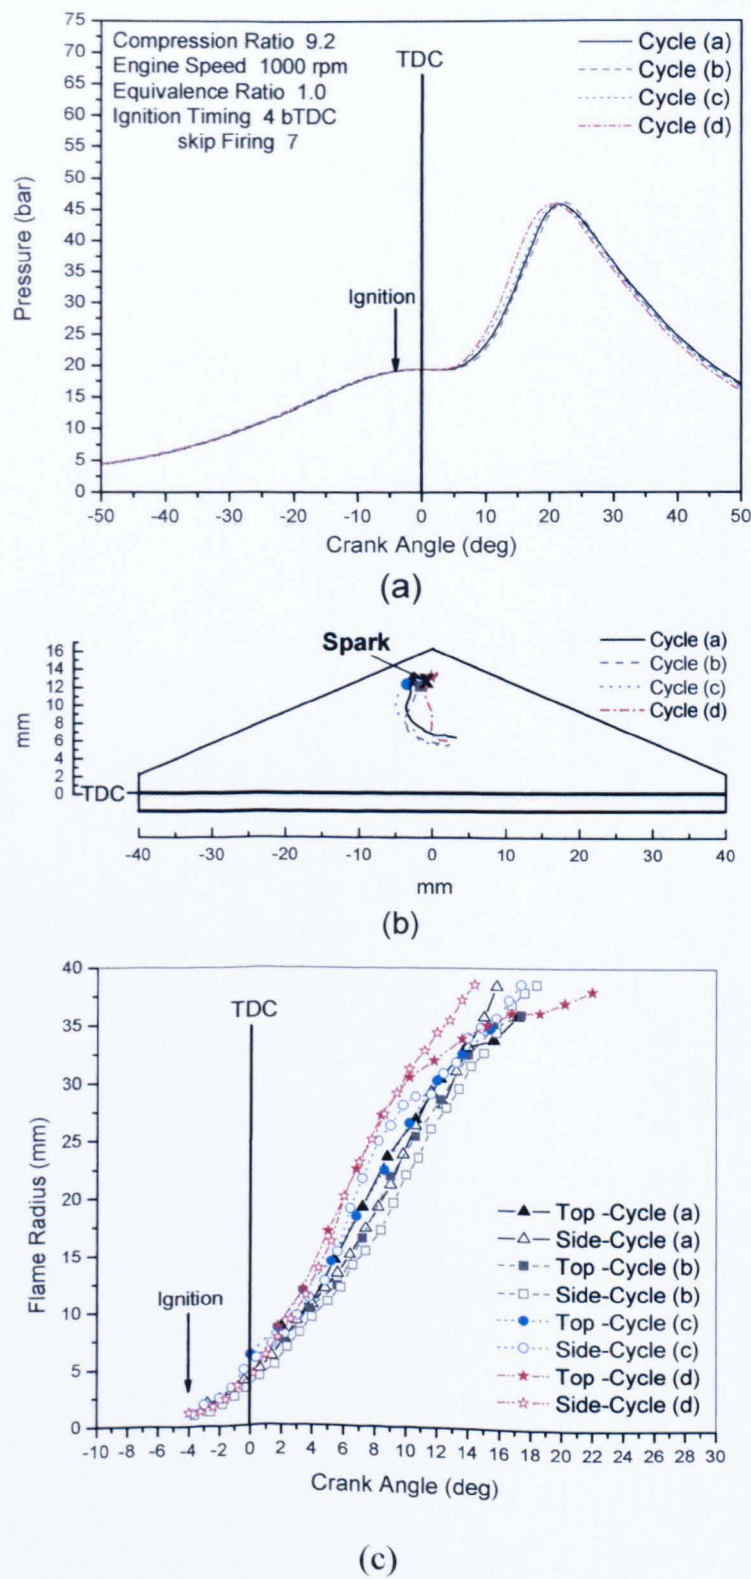 Compression Ratio 9.2
Engine Speed 1000 rpm
Equivalence Ratio 1.0
Ignition Timing 4 bTDC
skip Firing 7
TDC
Cycle (a)
Cycle (b)
Cycle (c)
Cycle (d)
Ignition
Pressure (bar)
75
70
65
60
55
50
45
40
35
30
25
20
15
10
5
0
-50 -40 -30 -20 -10 0 10 20 30 40 50
Crank Angle (deg)
(a)
Spark
Cycle (a)
Cycle (b)
Cycle (c)
Cycle (d)
mm
16
14
12
10
8
6
4
2
0
TDC
-40 -30 -20 -10 0 10 20 30 40
mm
(b)
TDC
Ignition
Flame Radius (mm)
40
35
30
25
20
15
10
5
0
Top -Cycle (a)
Side-Cycle (a)
Top -Cycle (b)
Side-Cycle (b)
Top -Cycle (c)
Side-Cycle (c)
Top -Cycle (d)
Side-Cycle (d)
-10 -8 -6 -4 -2 0 2 4 6 8 10 12 14 16 18 20 22 24 26 28 30
Crank Angle (deg)
(c)